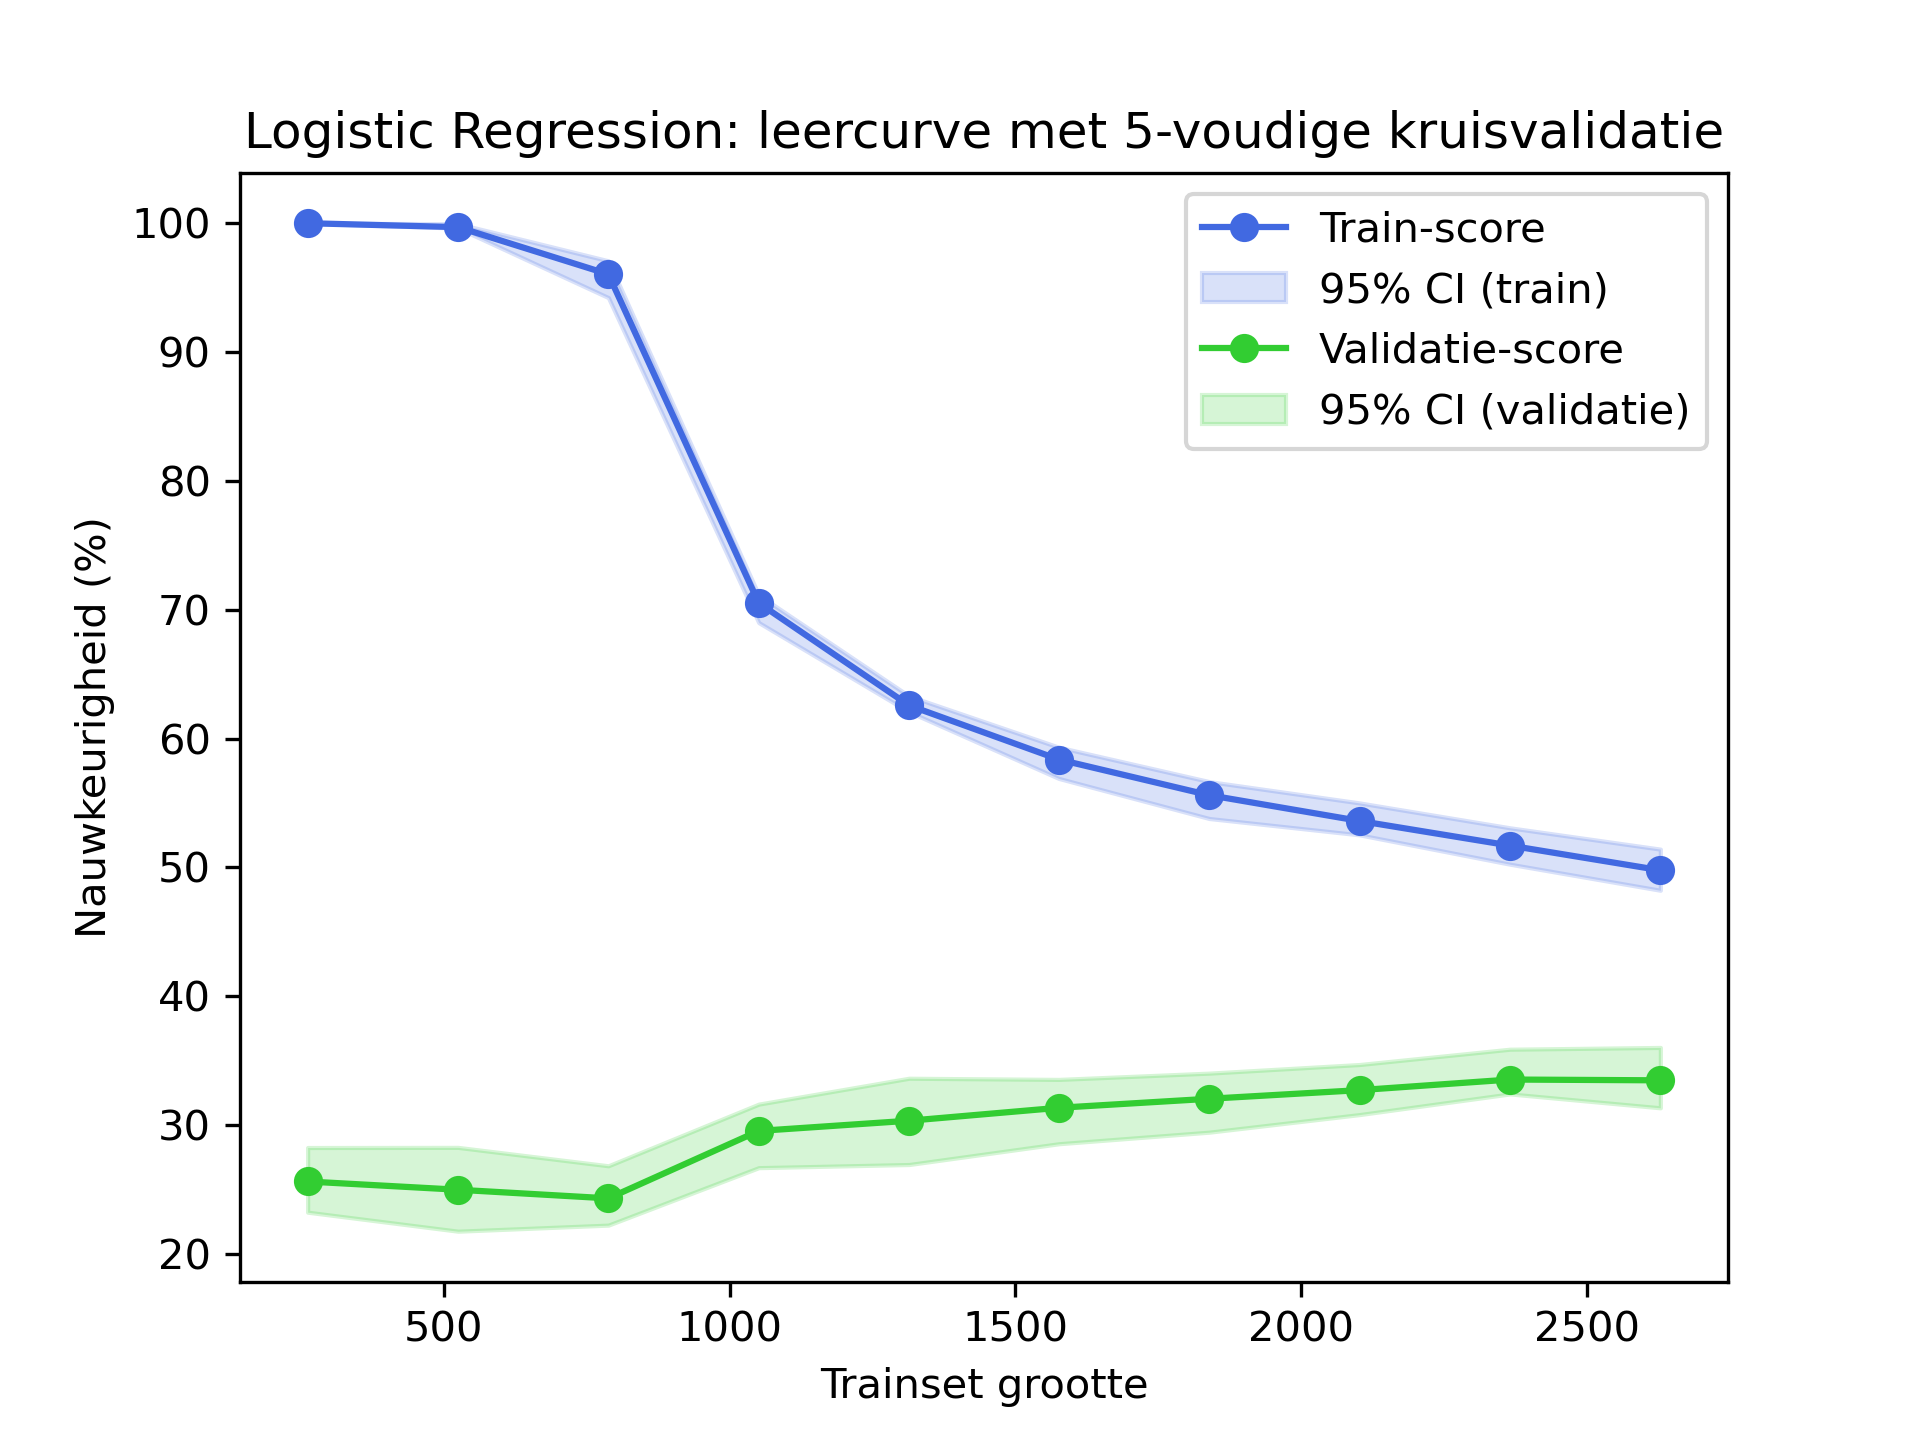 Logistic Regression: leercurve met 5-voudige kruisvalidatie
Train-score
95% CI (train)
Validatie-score
95% CI (validatie)
Nauwkeurigheid (%)
100
90
80
70
60
50
40
30
20
500 1000 1500 2000 2500
Trainset grootte